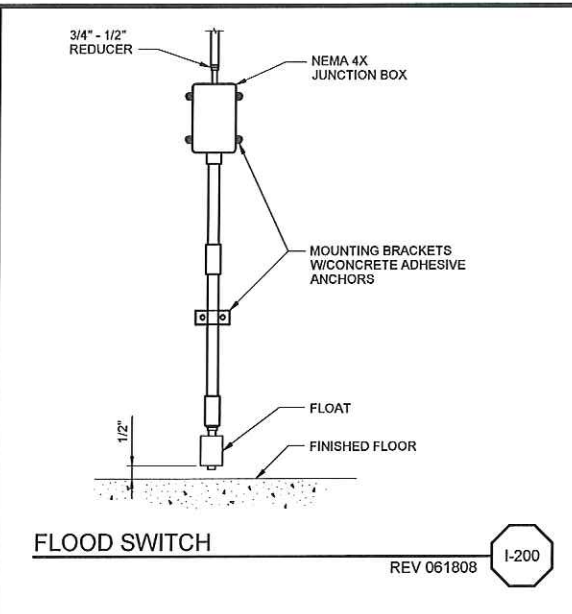 3/4" - 1/2"
REDUCER
NEMA 4X
JUNCTION BOX
MOUNTING BRACKETS
W/CONCRETE ADHESIVE
ANCHORS
FLOAT
1/2"
FINISHED FLOOR
FLOOD SWITCH
REV 061808
I-200